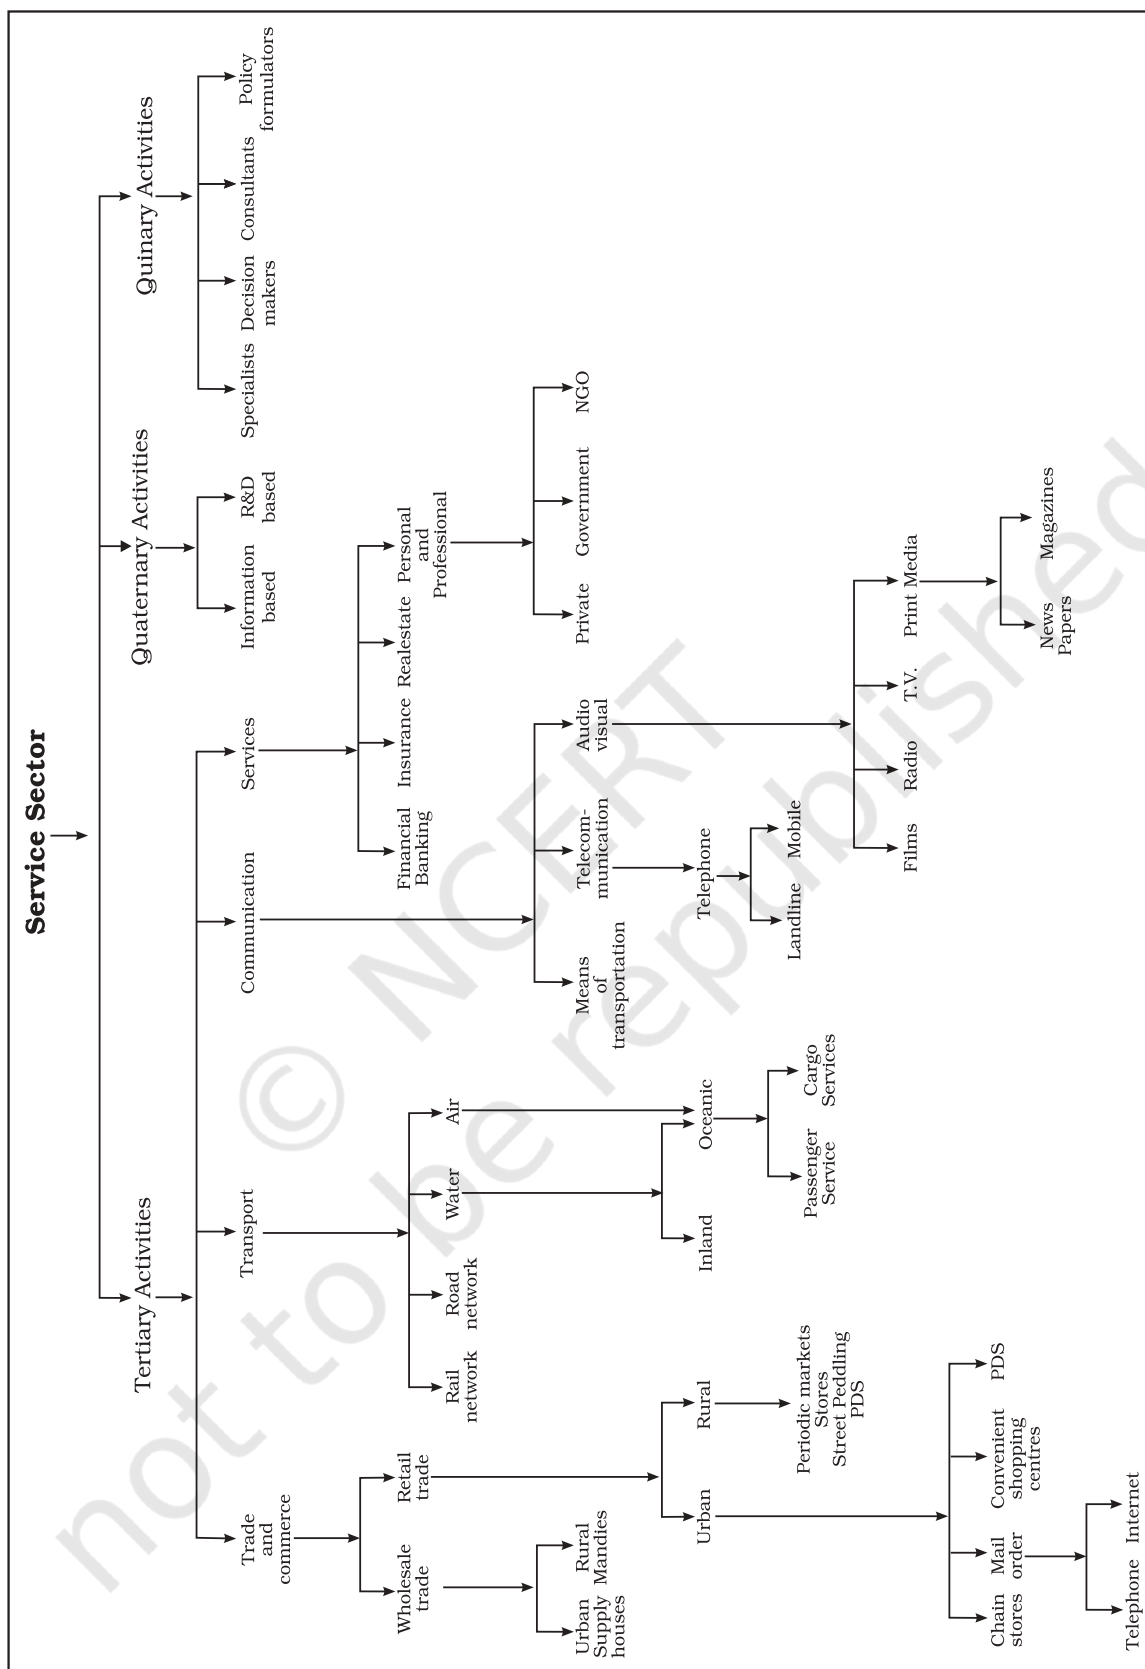 Service Sector
Tertiary Activities
Quaternary Activities
Quinary Activities
Trade
and
commerce
Transport
Communication
Services
Information
based
R&D
based
Specialists
Decision
makers
Consultants
Policy
formulators
Wholesale
trade
Retail
trade
Rail
network
Road
network
Water
Air
Financial
Banking
Insurance
Realestate
Personal
and
Professional
Urban
Supply
houses
Rural
Mandies
Means
of
transportation
Telecom-
munication
Audio
visual
Private
Government
NGO
Urban
Rural
Inland
Oceanic
Telephone
Periodic markets
Stores
Street Peddling
PDS
Passenger
Service
Cargo
Services
Landline
Mobile
Films
Radio
T.V.
Print Media
Chain
stores
Mail
order
Convenient
shopping
centres
PDS
News
Papers
Magazines
Telephone
Internet
© NCERT
not to be republished